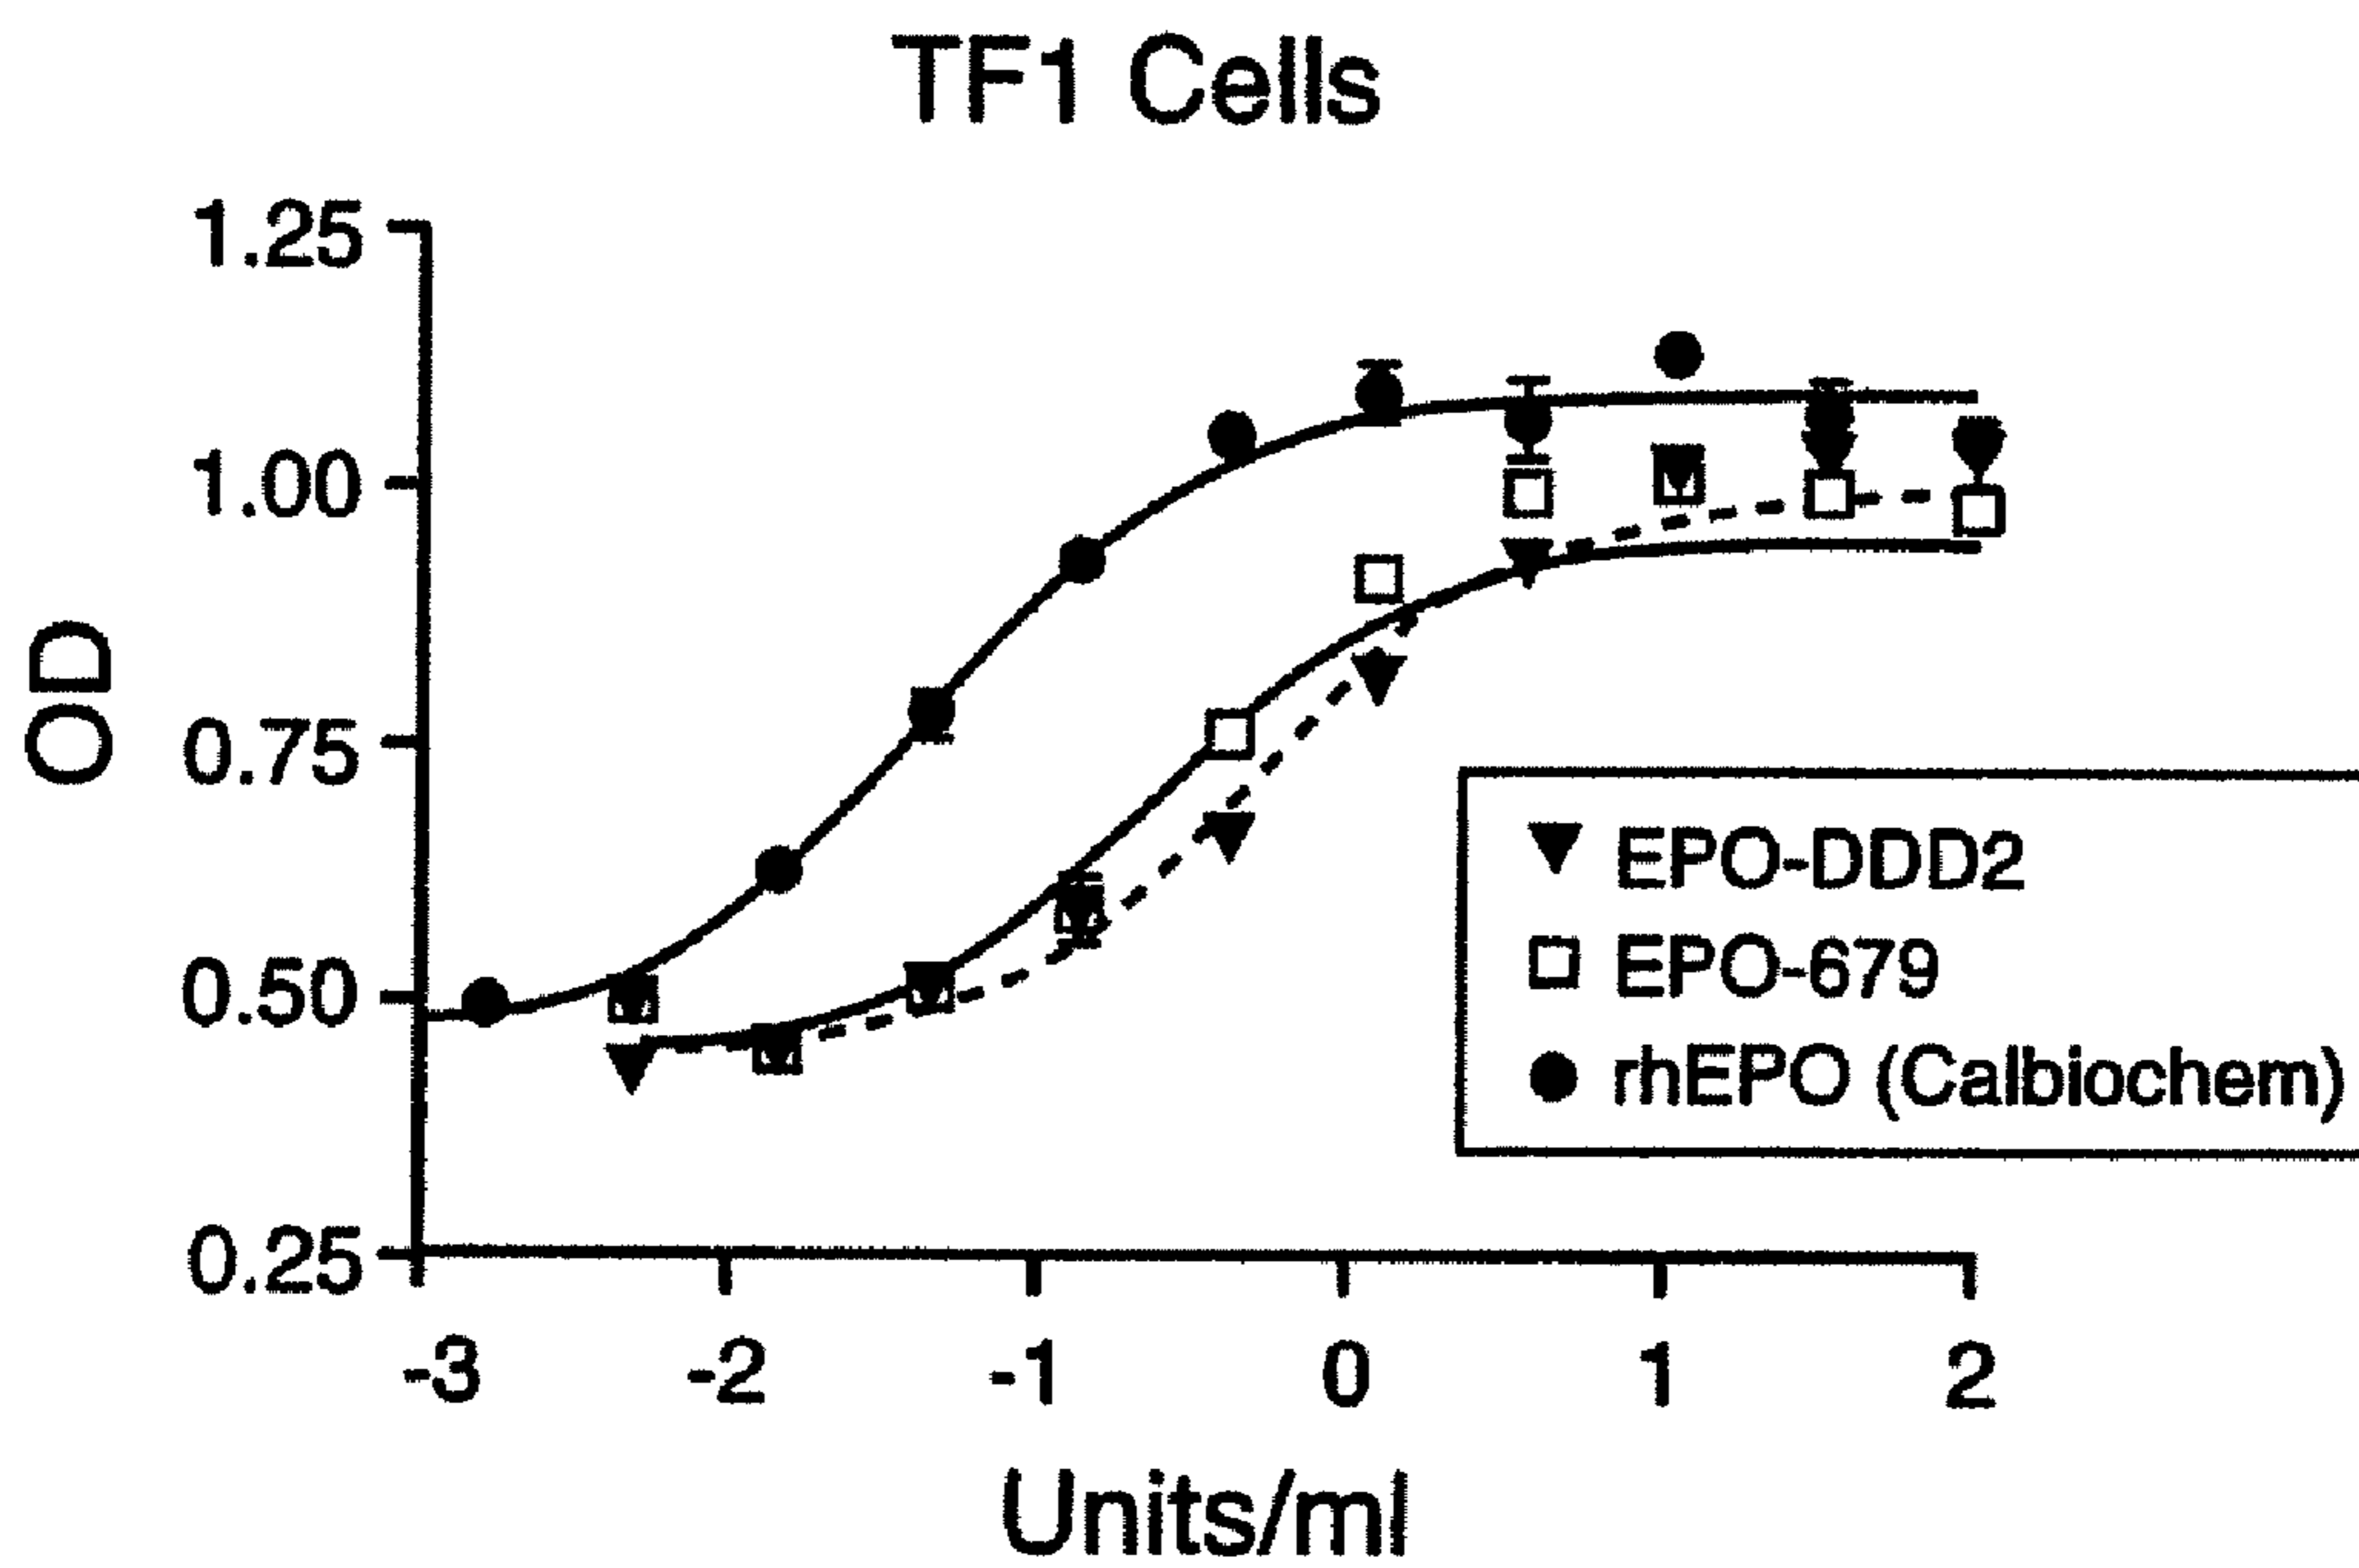 TF1 Cells
1.25
1.00
0.75
0.50
0.25
OD
-3 -2 -1 0 1 2
Units/ml
EPO-DDD2
EPO-679
rhEPO (Calbiochem)